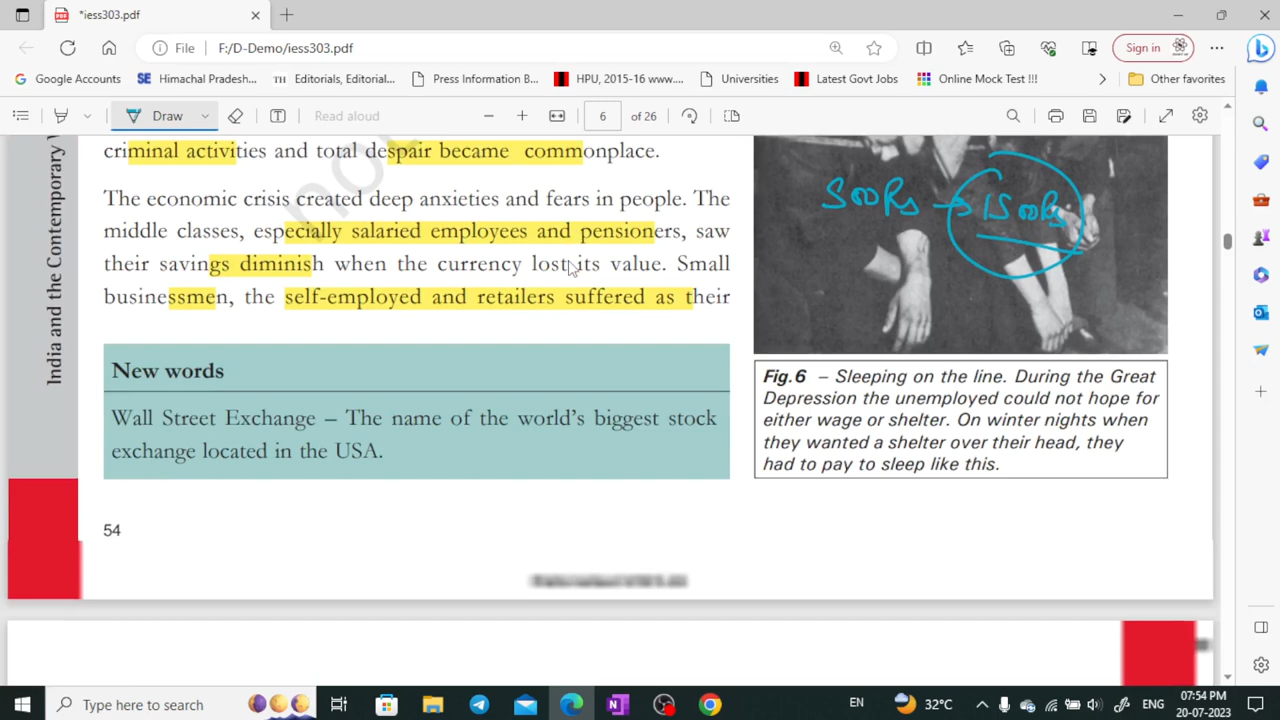 *iess303.pdf
File F:/D-Demo/iess303.pdf
Sign in
Google Accounts
SE Himachal Pradesh...
TH Editorials, Editorial...
Press Information B...
HPU, 2015-16 www....
Universities
Latest Govt Jobs
Online Mock Test !!!
Other favorites
Draw
Read aloud
6 of 26
India and the Contemporary
criminal activities and total despair became commonplace.
not
The economic crisis created deep anxieties and fears in people. The
middle classes, especially salaried employees and pensioners, saw
their savings diminish when the currency lost its value. Small
businessmen, the self-employed and retailers suffered as their
500Rs → 1500Rs
New words
Wall Street Exchange – The name of the world's biggest stock
exchange located in the USA.
Fig.6 – Sleeping on the line. During the Great
Depression the unemployed could not hope for
either wage or shelter. On winter nights when
they wanted a shelter over their head, they
had to pay to sleep like this.
54
Type here to search
EN
32°C
ENG
07:54 PM
20-07-2023